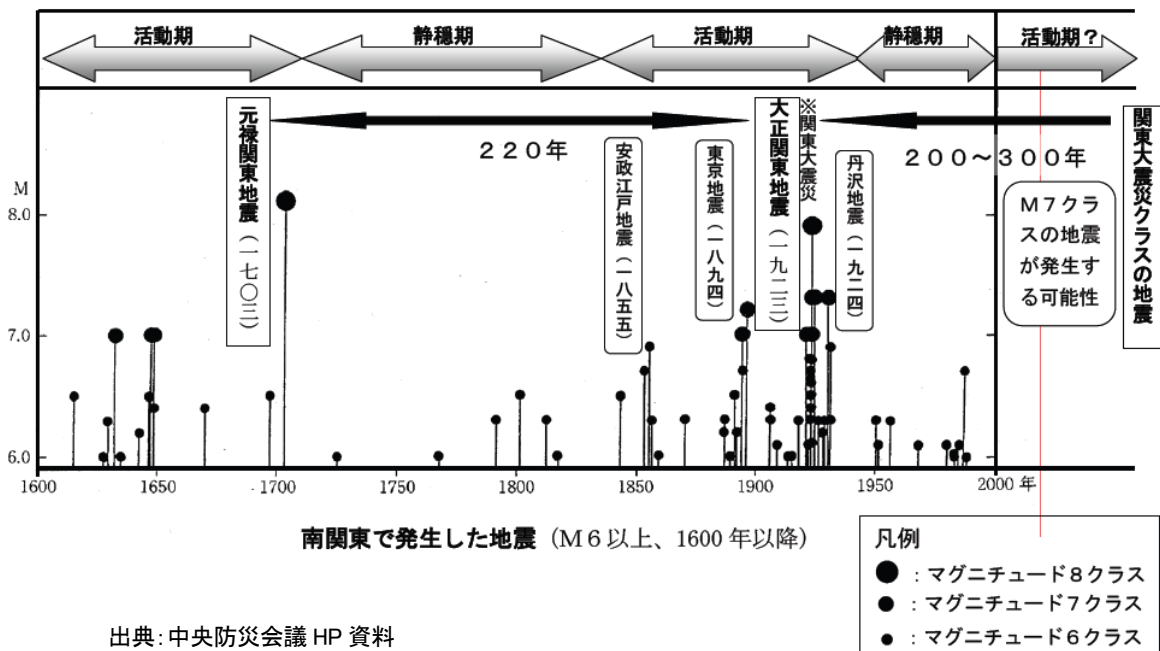 活動期
静穏期
活動期
静穏期
活動期?
元禄関東地震(一七〇三)
220年
安政江戸地震(一八五五)
東京地震(一八九四)
大正関東地震(一九二三)
※関東大震災
丹沢地震(一九二四)
200~300年
M7クラ
スの地震
が発生す
る可能性
関東大震災クラスの地震
M
8.0
7.0
6.0
1600
1650
1700
1750
1800
1850
1900
1950
2000 年
南関東で発生した地震(M6以上、1600年以降)
凡例
:マグニチュード8クラス
:マグニチュード7クラス
:マグニチュード6クラス
出典:中央防災会議 HP 資料